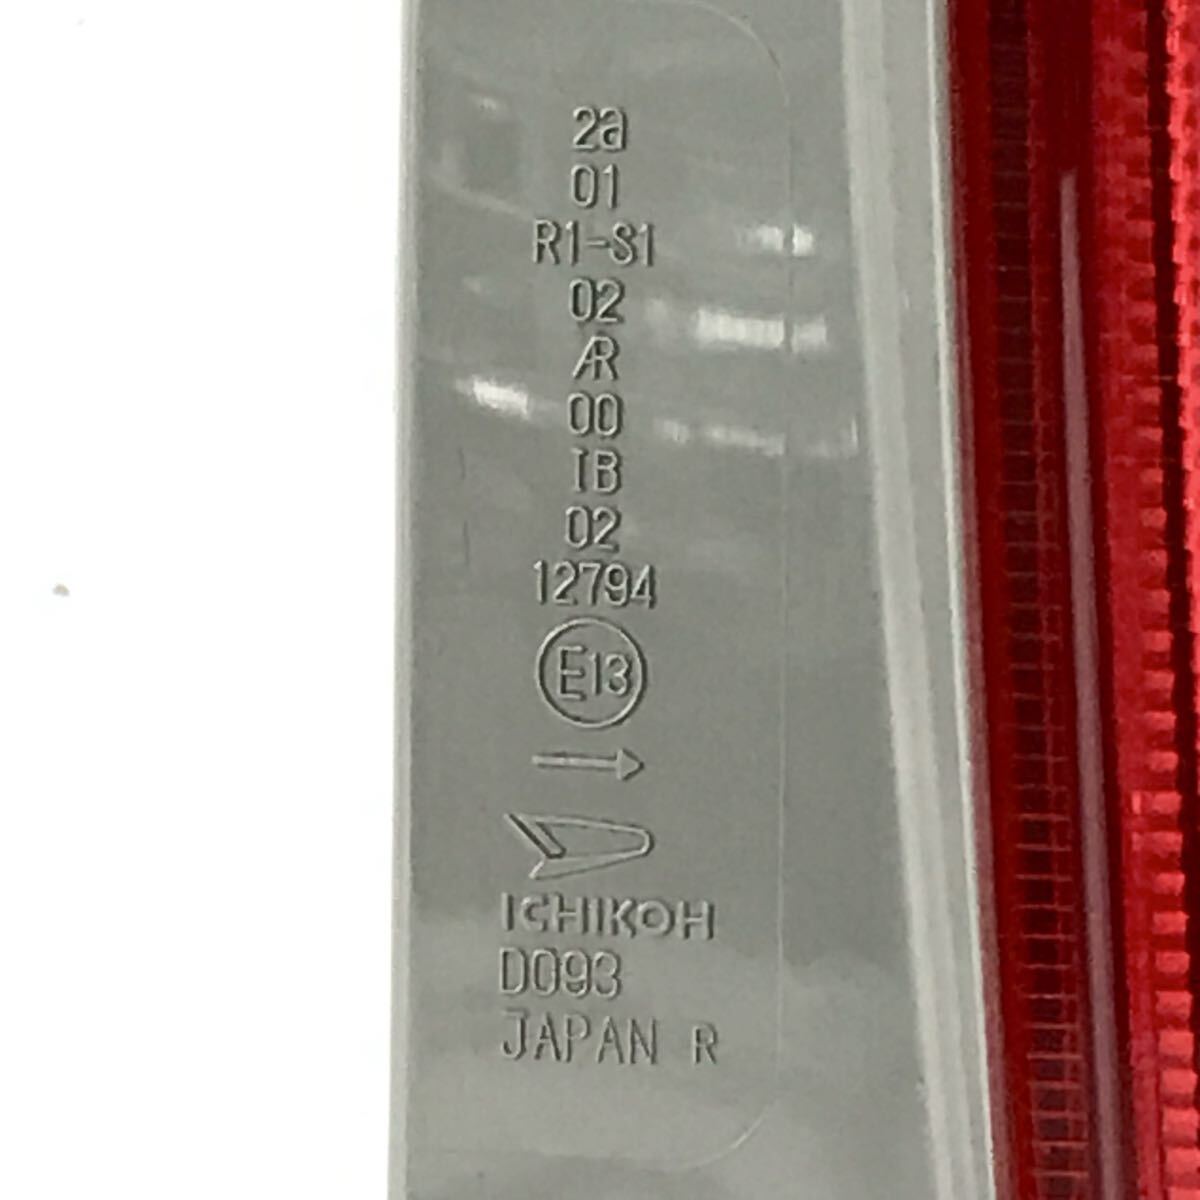 2a
01
R1-S1
02
AR
00
IB
02
12794
E13
→
ICHIKOH
D093
JAPAN R